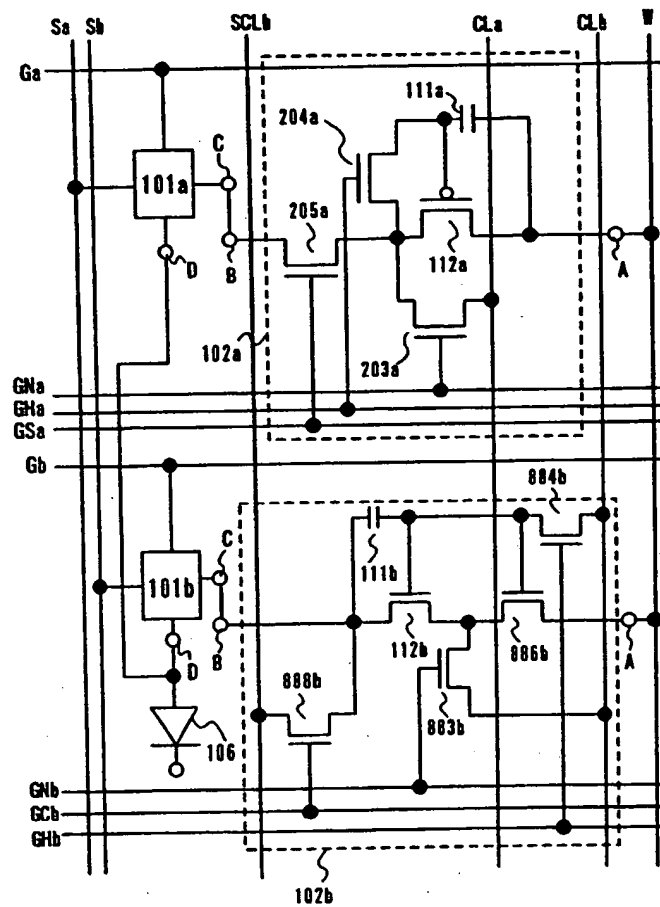 Sa Sb SCLb CLa CLb W
Ga
111a
204a
C
101a
205a
112a
D
B
A
102a
203a
GNa
GHa
GSa
Gb
884b
C
111b
101b
D
B
112b
886b
A
888b
883b
106
GNb
GCb
GHb
102b